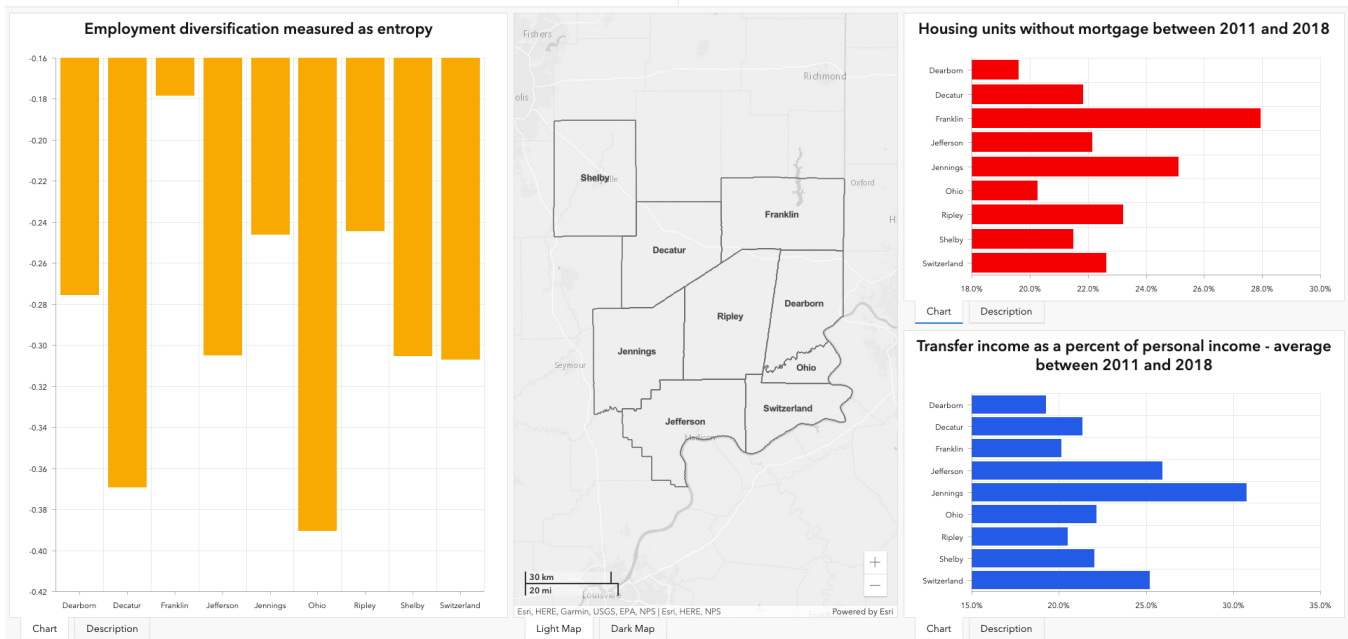 Employment diversification measured as entropy
-0.16
-0.18
-0.20
-0.22
-0.24
-0.26
-0.28
-0.30
-0.32
-0.34
-0.36
-0.38
-0.40
-0.42
Dearborn Decatur Franklin Jefferson Jennings Ohio Ripley Shelby Switzerland
Chart Description
Fishers
Richmond
olis
Shelby
Oxford
Franklin
H
Decatur
Dearborn
Ripley
Jennings
Seymour
Ohio
Switzerland
Jefferson
Madison
30 km
20 mi
Louisville
+
−
Esri, HERE, Garmin, USGS, EPA, NPS | Esri, HERE, NPS Powered by Esri
Light Map Dark Map
Housing units without mortgage between 2011 and 2018
Dearborn
Decatur
Franklin
Jefferson
Jennings
Ohio
Ripley
Shelby
Switzerland
18.0% 20.0% 22.0% 24.0% 26.0% 28.0% 30.0%
Chart Description
Transfer income as a percent of personal income - average
between 2011 and 2018
Dearborn
Decatur
Franklin
Jefferson
Jennings
Ohio
Ripley
Shelby
Switzerland
15.0% 20.0% 25.0% 30.0% 35.0%
Chart Description